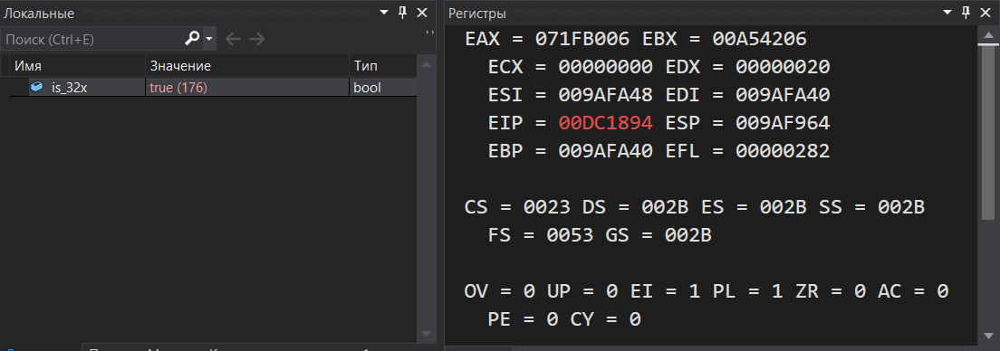 Локальные
Поиск (Ctrl+E)
Имя Значение Тип
is_32x true (176) bool
Регистры
EAX = 071FB006 EBX = 00A54206
ECX = 00000000 EDX = 00000020
ESI = 009AFA48 EDI = 009AFA40
EIP = 00DC1894 ESP = 009AF964
EBP = 009AFA40 EFL = 00000282
CS = 0023 DS = 002B ES = 002B SS = 002B
FS = 0053 GS = 002B
OV = 0 UP = 0 EI = 1 PL = 1 ZR = 0 AC = 0
PE = 0 CY = 0